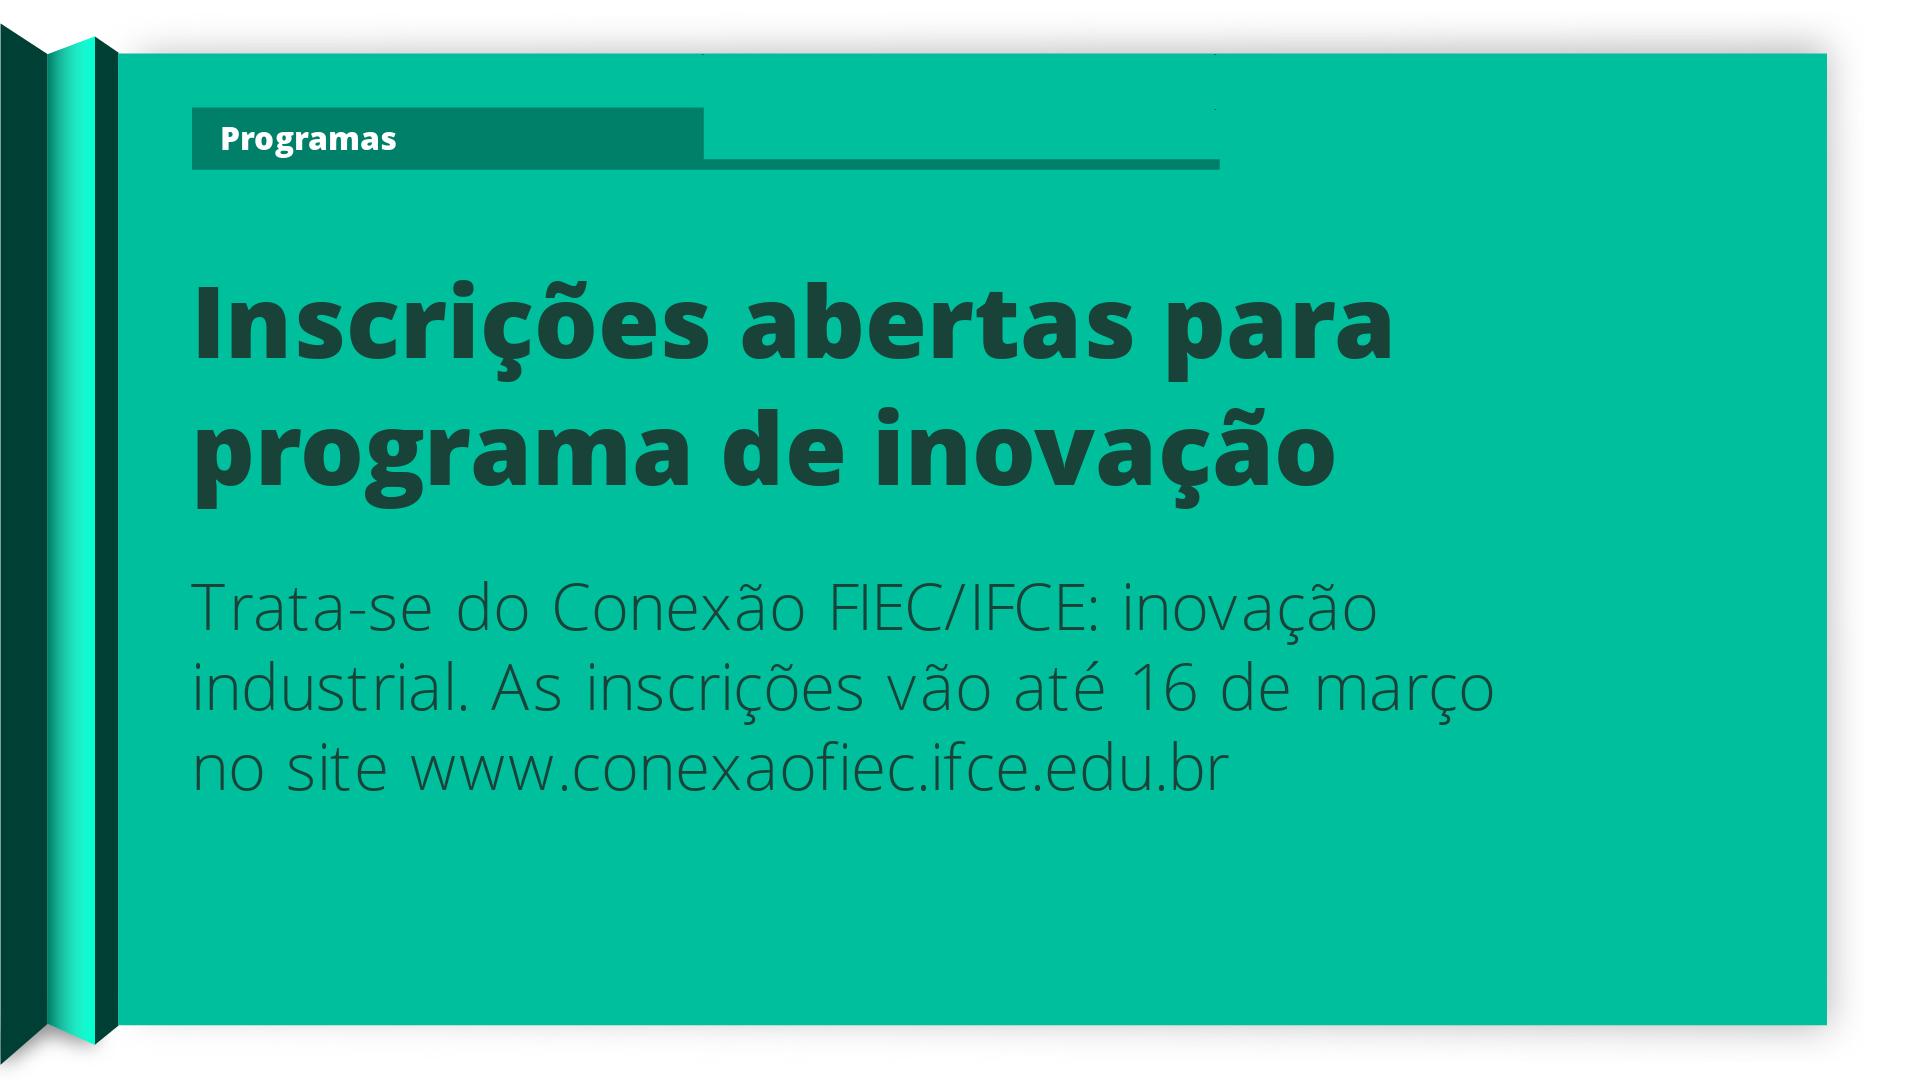 Programas
Inscrições abertas para
programa de inovação
Trata-se do Conexão FIEC/IFCE: inovação
industrial. As inscrições vão até 16 de março
no site www.conexaofiec.ifce.edu.br